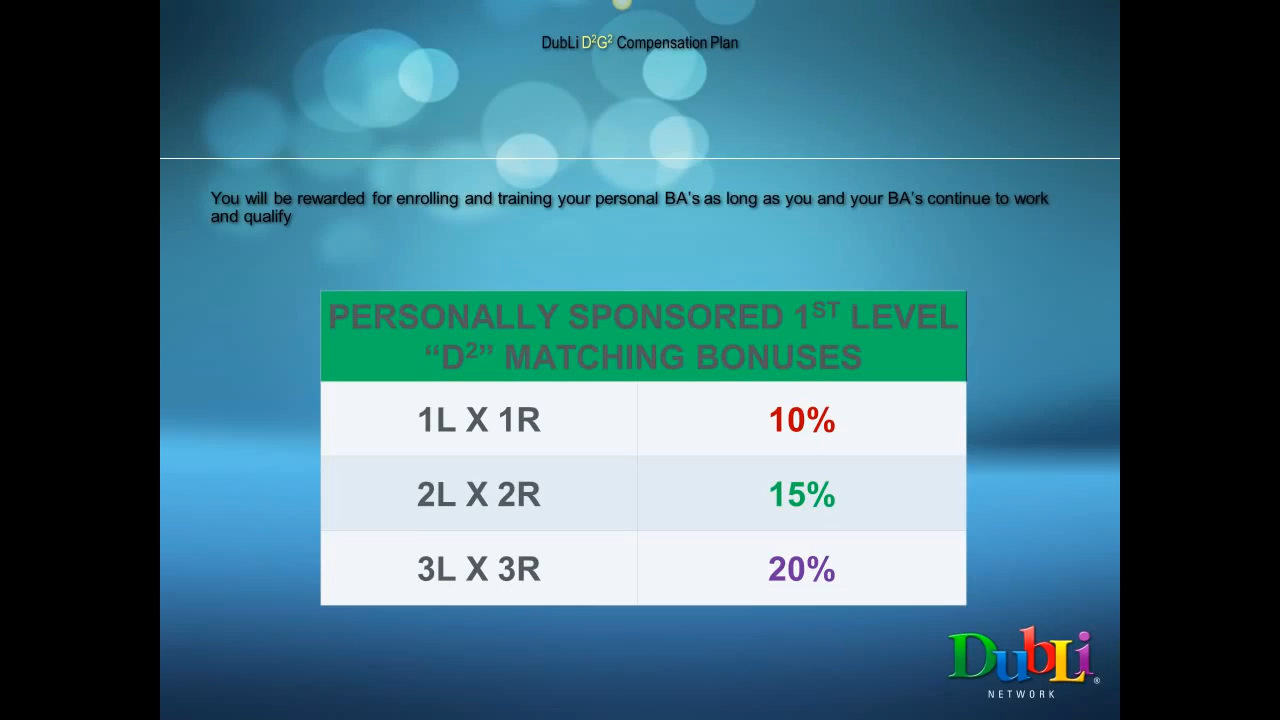 DubLi D²G² Compensation Plan
You will be rewarded for enrolling and training your personal BA’s as long as you and your BA’s continue to work
and qualify
PERSONALLY SPONSORED 1ST LEVEL
“D²” MATCHING BONUSES
1L X 1R 10%
2L X 2R 15%
3L X 3R 20%
DubLi®
NETWORK